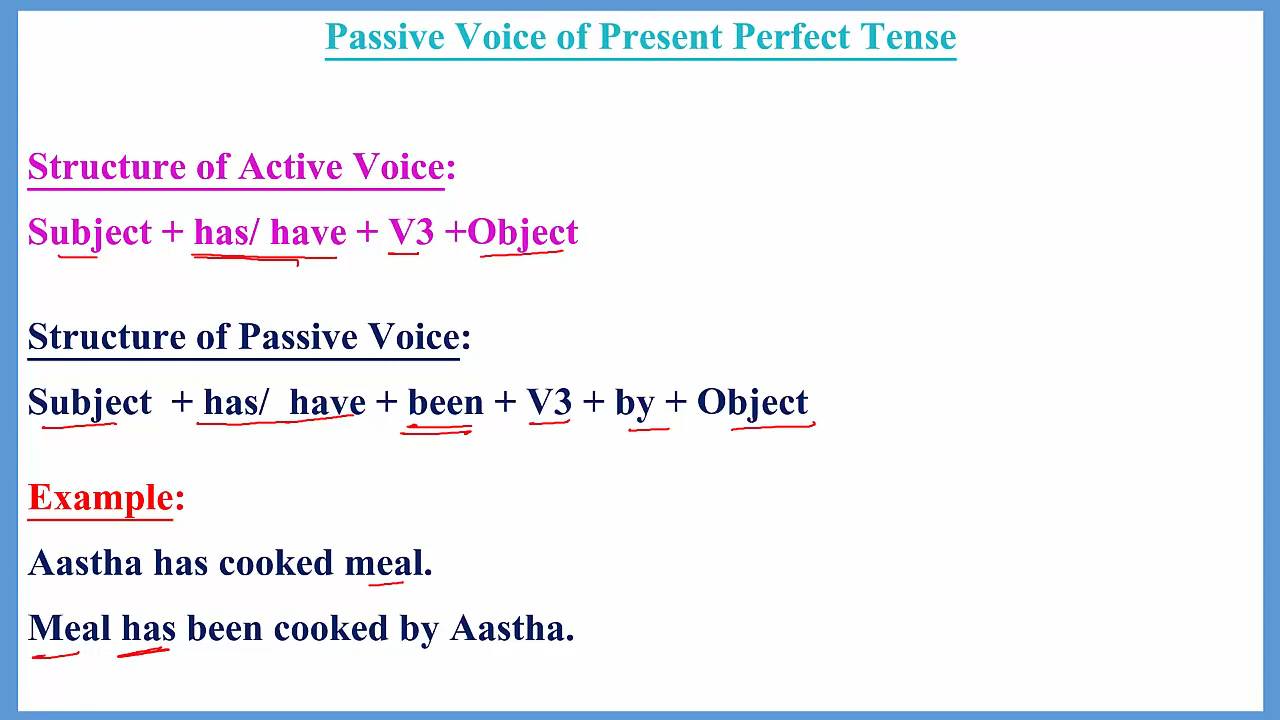 Passive Voice of Present Perfect Tense
Structure of Active Voice:
Subject + has/ have + V3 +Object
Structure of Passive Voice:
Subject  + has/  have + been + V3 + by + Object
Example:
Aastha has cooked meal.
Meal has been cooked by Aastha.